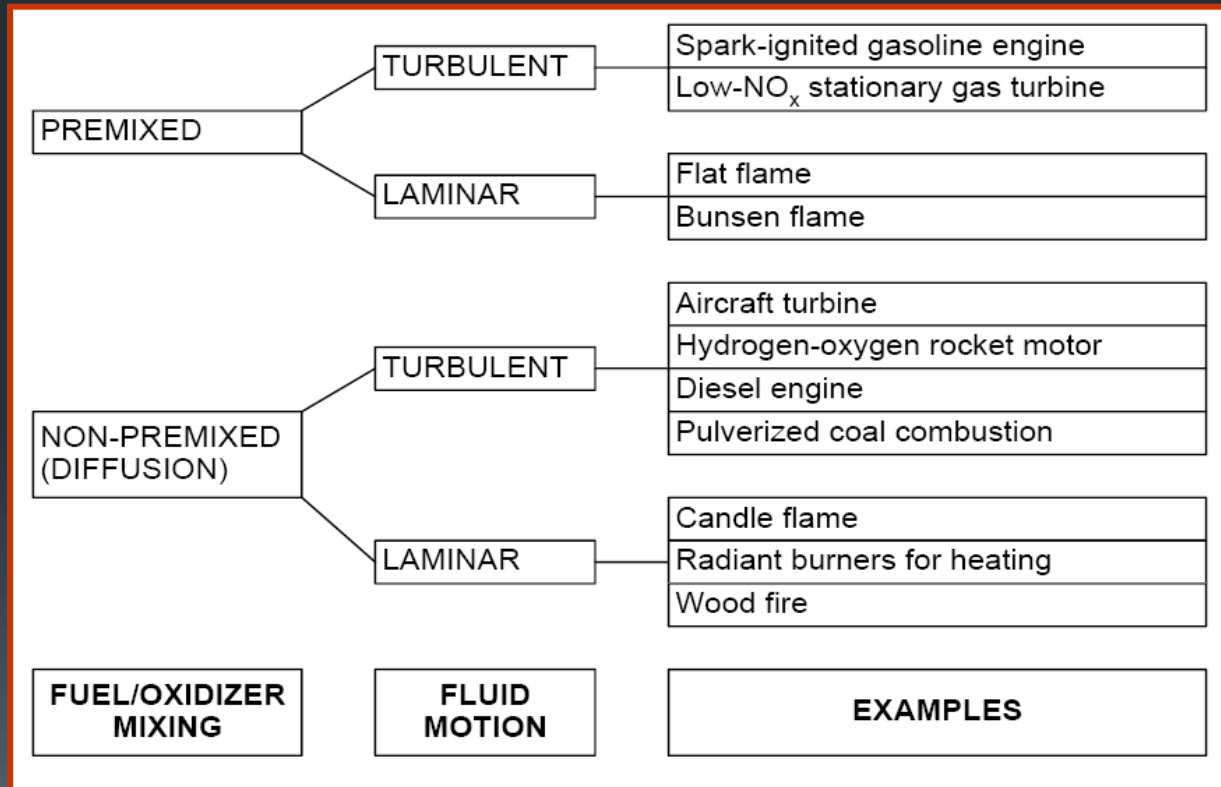 PREMIXED
TURBULENT
Spark-ignited gasoline engine
Low-NOx stationary gas turbine
LAMINAR
Flat flame
Bunsen flame
NON-PREMIXED
(DIFFUSION)
TURBULENT
Aircraft turbine
Hydrogen-oxygen rocket motor
Diesel engine
Pulverized coal combustion
LAMINAR
Candle flame
Radiant burners for heating
Wood fire
FUEL/OXIDIZER
MIXING
FLUID
MOTION
EXAMPLES